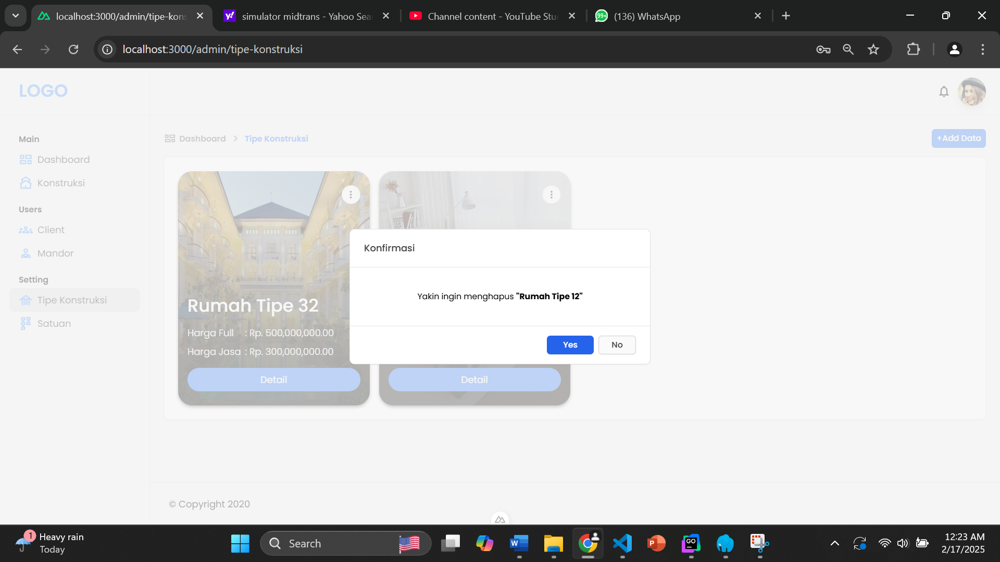 localhost:3000/admin/tipe-kons
simulator midtrans - Yahoo Sea
Channel content - YouTube Stu
99+
(136) WhatsApp
localhost:3000/admin/tipe-konstruksi
LOGO
Main
Dashboard
Konstruksi
Users
Client
Mandor
Setting
Tipe Konstruksi
Satuan
Dashboard
Tipe Konstruksi
+Add Data
Rumah Tipe 32
Harga Full : Rp. 500,000,000.00
Harga Jasa : Rp. 300,000,000.00
Detail
Detail
Konfirmasi
Yakin ingin menghapus "Rumah Tipe 12"
Yes
No
© Copyright 2020
1
Heavy rain
Today
Search
12:23 AM
2/17/2025